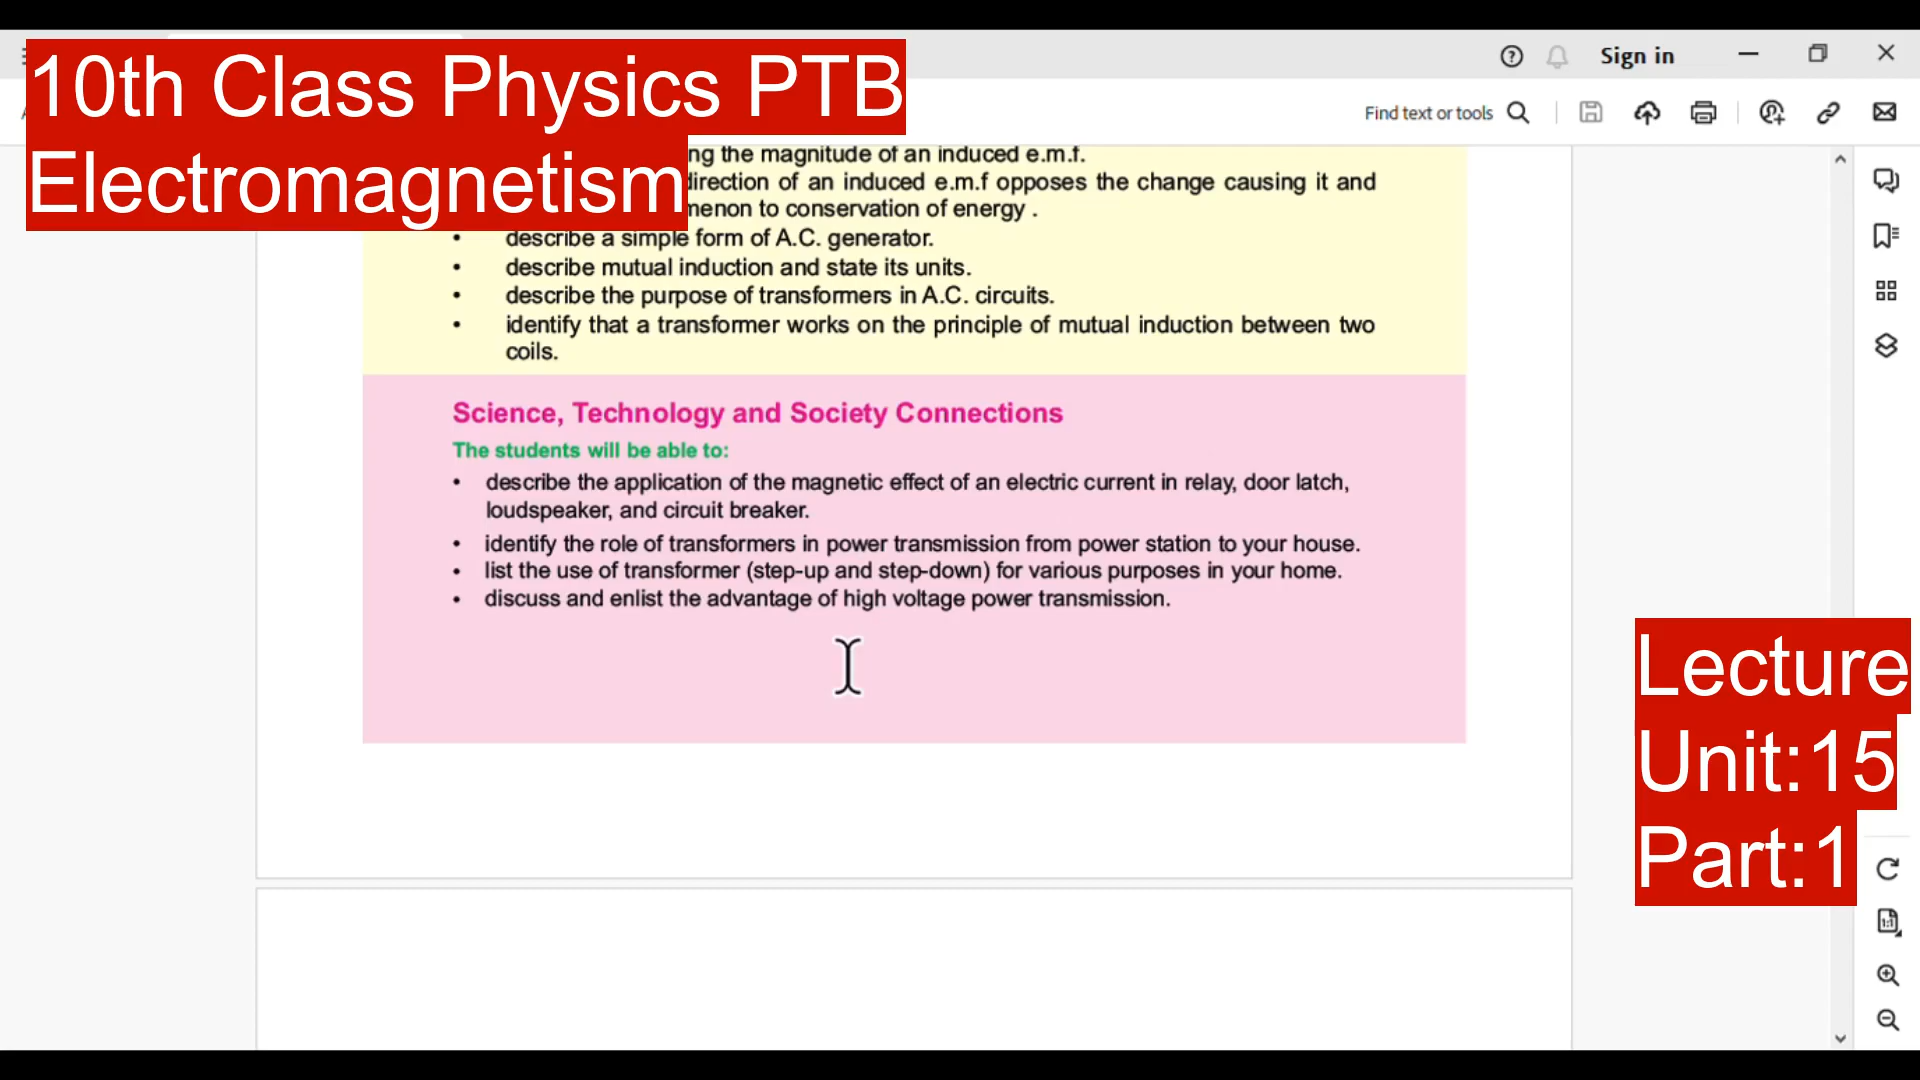 10th Class Physics PTB
Electromagnetism
Sign in
Find text or tools
ng the magnitude of an induced e.m.f.
direction of an induced e.m.f opposes the change causing it and
menon to conservation of energy .
• describe a simple form of A.C. generator.
• describe mutual induction and state its units.
• describe the purpose of transformers in A.C. circuits.
• identify that a transformer works on the principle of mutual induction between two
coils.
Science, Technology and Society Connections
The students will be able to:
• describe the application of the magnetic effect of an electric current in relay, door latch,
loudspeaker, and circuit breaker.
• identify the role of transformers in power transmission from power station to your house.
• list the use of transformer (step-up and step-down) for various purposes in your home.
• discuss and enlist the advantage of high voltage power transmission.
Lecture
Unit:15
Part:1
1:1